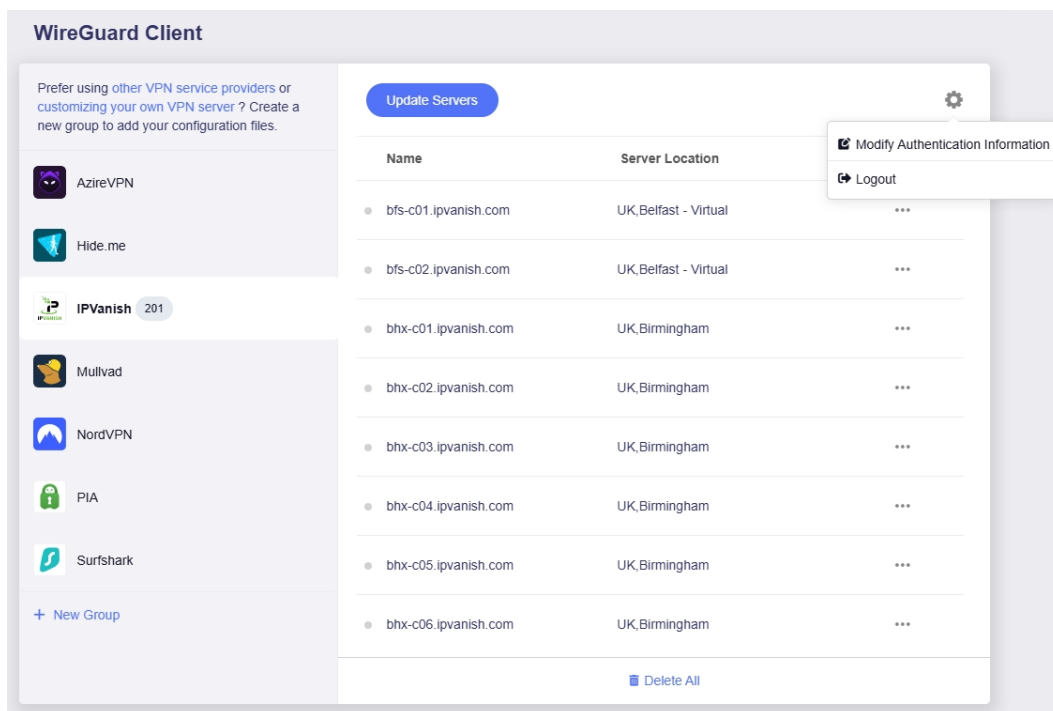 WireGuard Client
Prefer using other VPN service providers or
customizing your own VPN server ? Create a
new group to add your configuration files.
AzireVPN
Hide.me
IPVanish 201
Mullvad
NordVPN
PIA
Surfshark
+ New Group
Update Servers
Modify Authentication Information
Logout
Name Server Location
bfs-c01.ipvanish.com UK,Belfast - Virtual
bfs-c02.ipvanish.com UK,Belfast - Virtual
bhx-c01.ipvanish.com UK,Birmingham
bhx-c02.ipvanish.com UK,Birmingham
bhx-c03.ipvanish.com UK,Birmingham
bhx-c04.ipvanish.com UK,Birmingham
bhx-c05.ipvanish.com UK,Birmingham
bhx-c06.ipvanish.com UK,Birmingham
Delete All